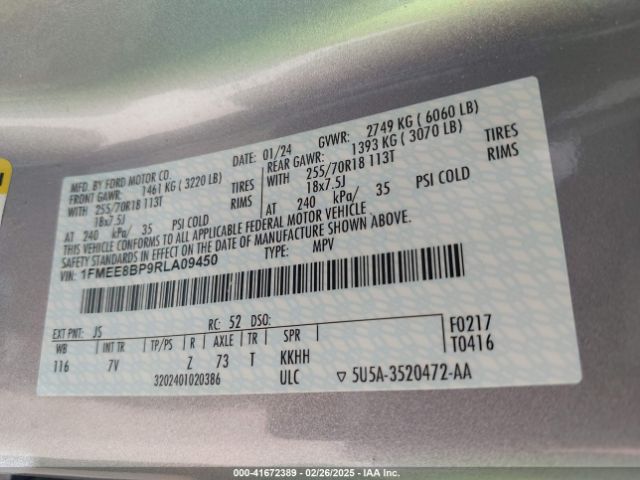 MFD. BY FORD MOTOR CO.
DATE: 01/24 GVWR: 2749 KG ( 6060 LB)
FRONT GAWR: 1461 KG ( 3220 LB)
REAR GAWR: 1393 KG ( 3070 LB)
WITH 255/70R18 113T TIRES
WITH 255/70R18 113T TIRES
18x7.5J RIMS
18x7.5J RIMS
AT 240 kPa/ 35 PSI COLD
AT 240 kPa/ 35 PSI COLD
THIS VEHICLE CONFORMS TO ALL APPLICABLE FEDERAL MOTOR VEHICLE
SAFETY STANDARDS IN EFFECT ON THE DATE OF MANUFACTURE SHOWN ABOVE.
VIN: 1FMEE8BP9RLA09450 TYPE: MPV
EXT PNT: JS RC: 52 DSO:
WB INT TR TP/PS R AXLE TR SPR F0217
116 7V Z 73 T KKHH T0416
3202401020386 ULC ▽ 5U5A-3520472-AA
000-41672389 - 02/26/2025 - IAA Inc.